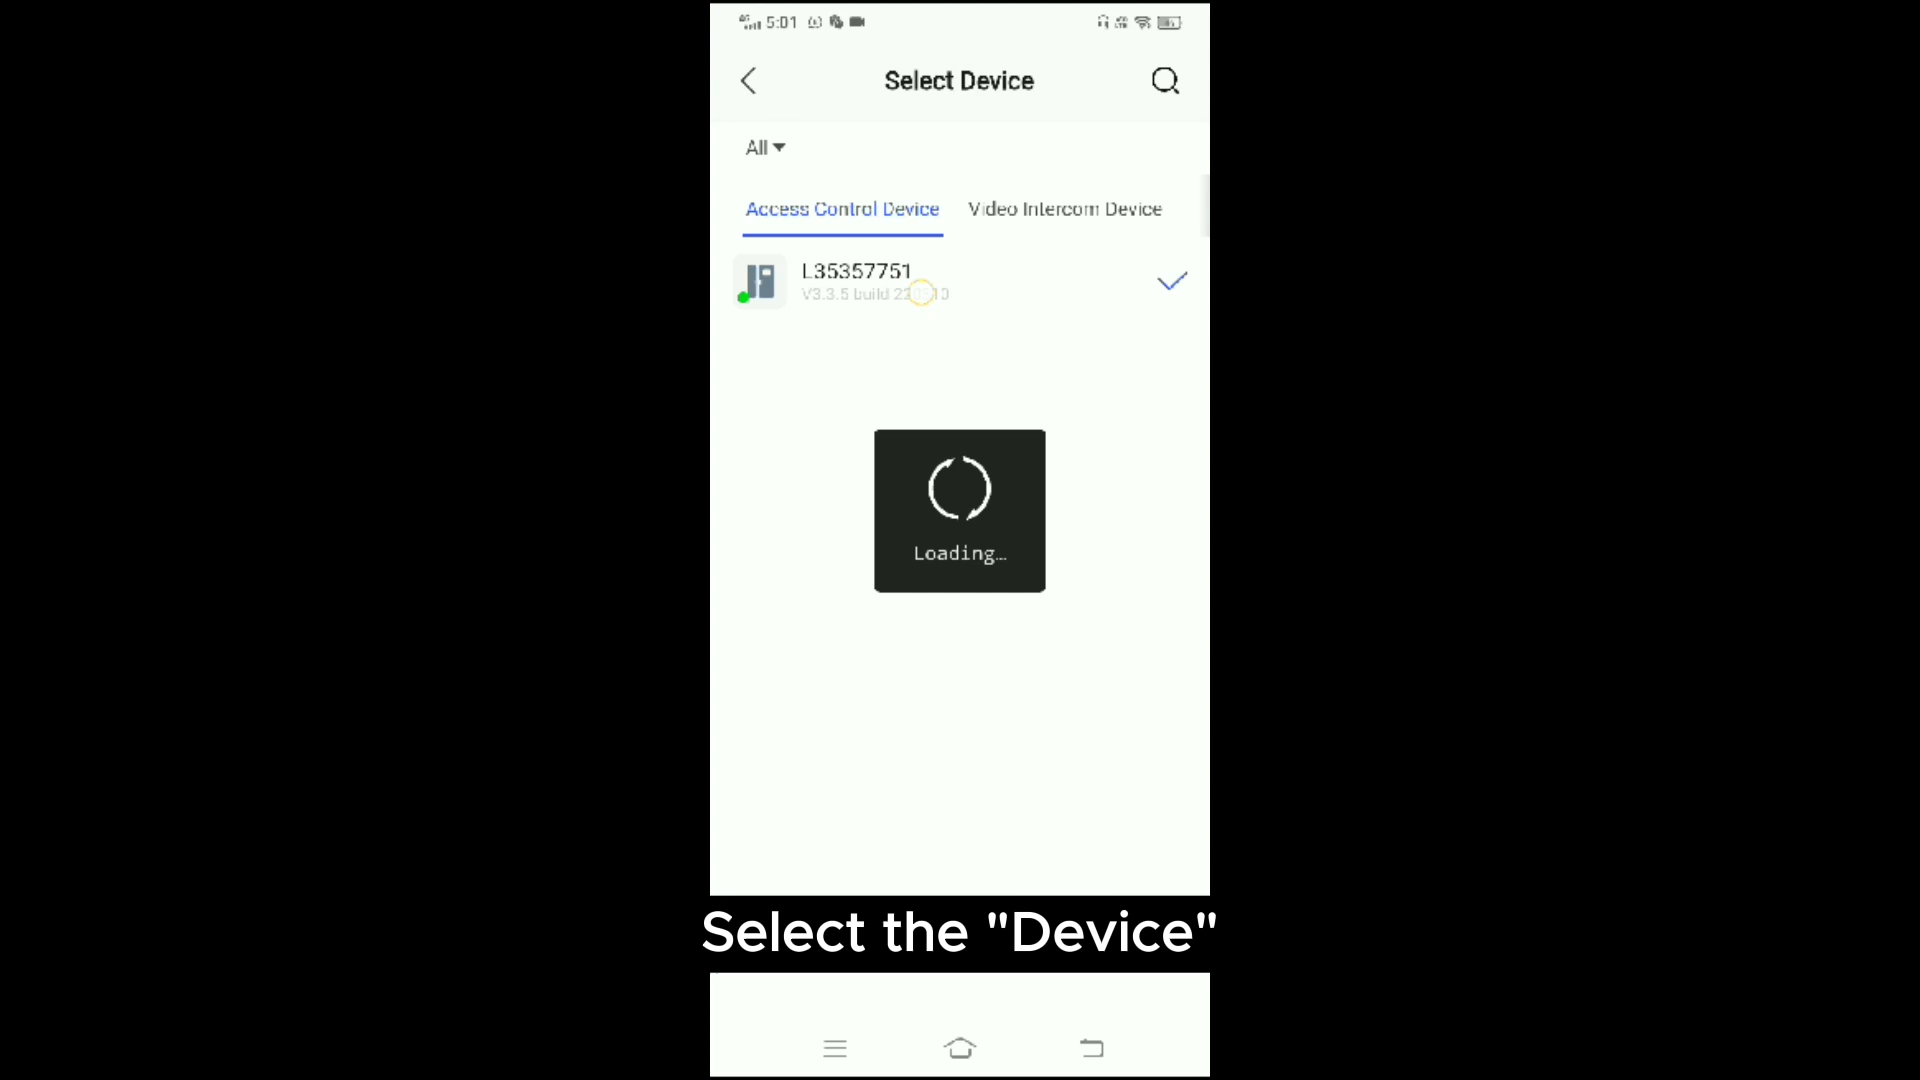 5:01
Select Device
All
Access Control Device
Video Intercom Device
L35357751
V3.3.5 build
Loading...
Select the "Device"